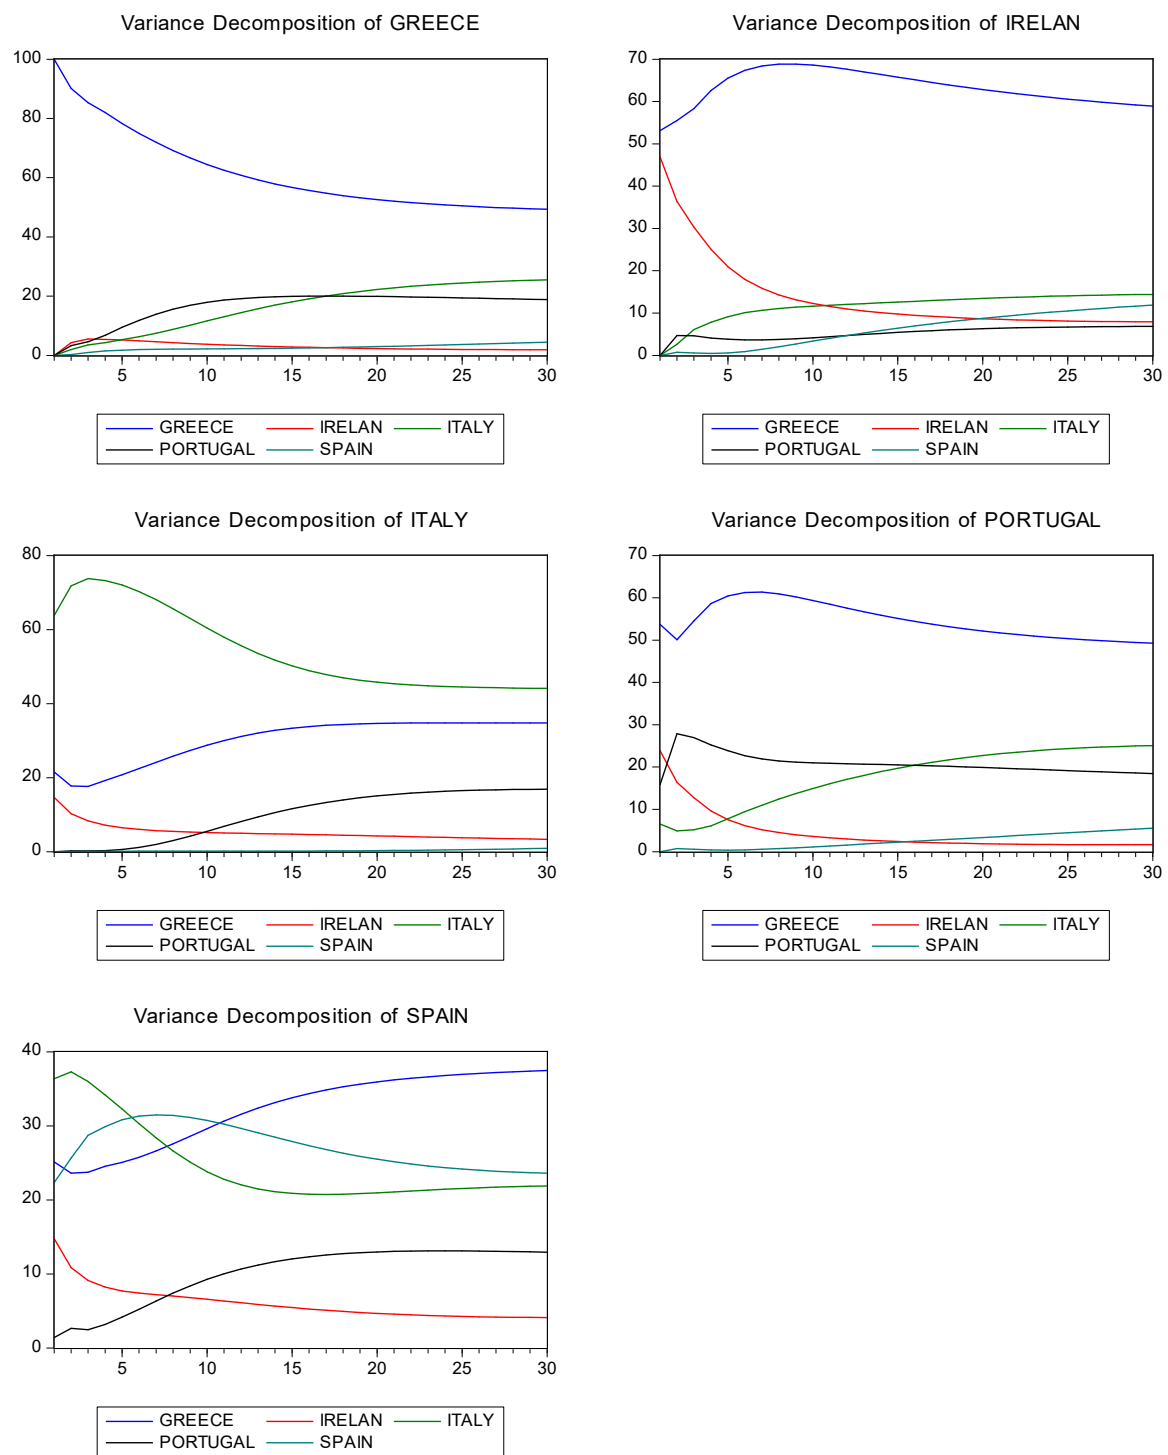 Variance Decomposition of GREECE
100
80
60
40
20
0
5 10 15 20 25 30
GREECE IRELAN ITALY
PORTUGAL SPAIN
Variance Decomposition of IRELAN
70
60
50
40
30
20
10
0
5 10 15 20 25 30
GREECE IRELAN ITALY
PORTUGAL SPAIN
Variance Decomposition of ITALY
80
60
40
20
0
5 10 15 20 25 30
GREECE IRELAN ITALY
PORTUGAL SPAIN
Variance Decomposition of PORTUGAL
70
60
50
40
30
20
10
0
5 10 15 20 25 30
GREECE IRELAN ITALY
PORTUGAL SPAIN
Variance Decomposition of SPAIN
40
30
20
10
0
5 10 15 20 25 30
GREECE IRELAN ITALY
PORTUGAL SPAIN